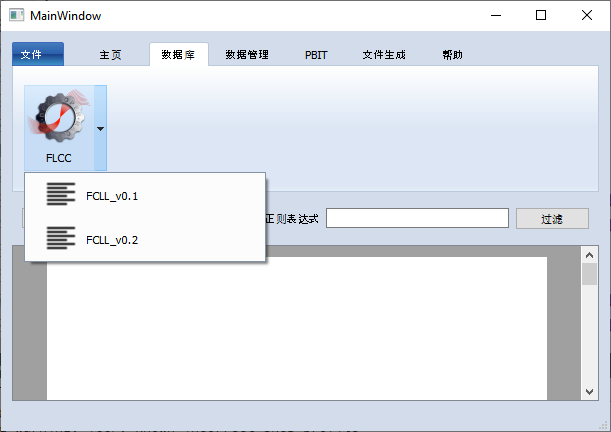 MainWindow
文件 主页 数据库 数据管理 PBIT 文件生成 帮助
FLCC
FCLL_v0.1
正则表达式 过滤
FCLL_v0.2